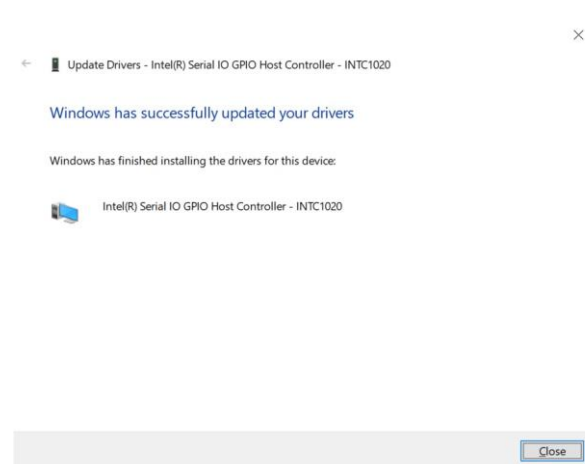 Update Drivers - Intel(R) Serial IO GPIO Host Controller - INTC1020
Windows has successfully updated your drivers
Windows has finished installing the drivers for this device:
Intel(R) Serial IO GPIO Host Controller - INTC1020
Close